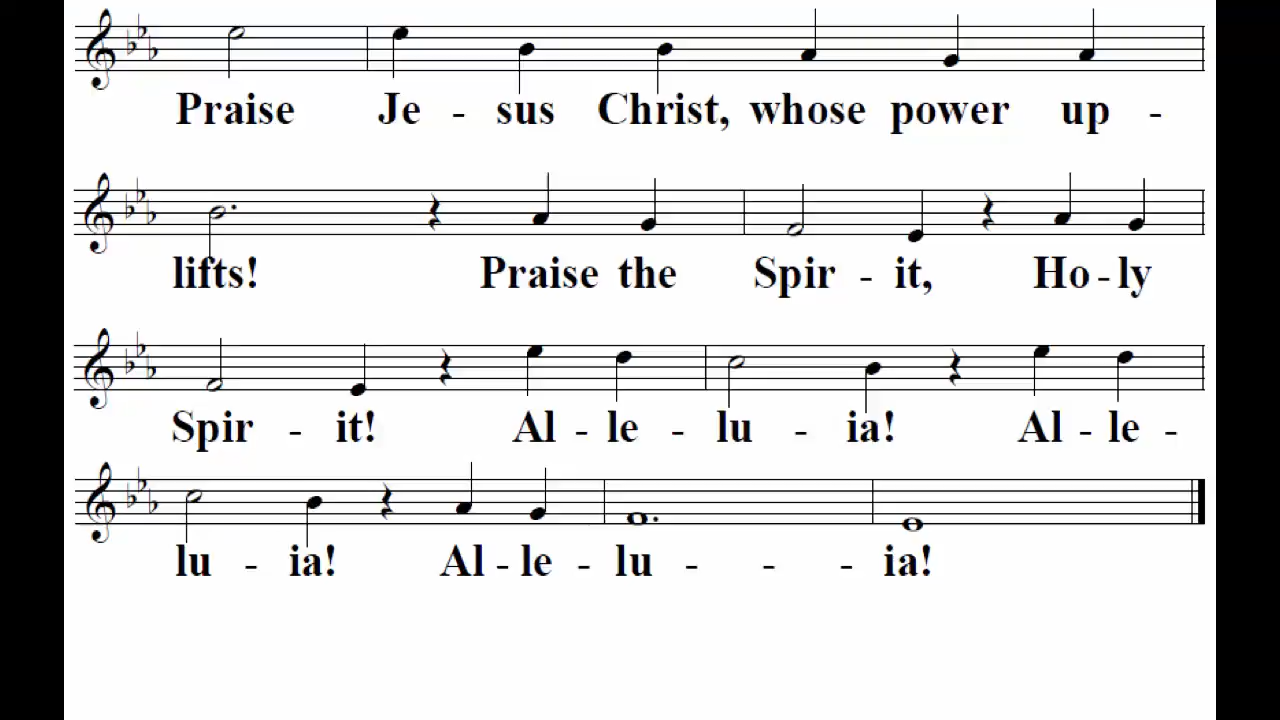 Praise Je - sus Christ, whose power up -
lifts! Praise the Spir - it, Ho - ly
Spir - it! Al - le - lu - ia! Al - le -
lu - ia! Al - le - lu - - - ia!